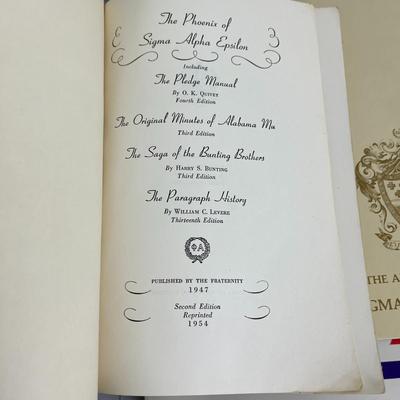 The Phoenix of
Sigma Alpha Epsilon
Including
The Pledge Manual
By O. K. Quivey
Fourth Edition
The Original Minutes of Alabama Mu
Third Edition
The Saga of the Bunting Brothers
By Harry S. Bunting
Third Edition
The Paragraph History
By William C. Levere
Thirteenth Edition
ΦΑ
PUBLISHED BY THE FRATERNITY
1947
Second Edition
Reprinted
1954
THE A
GMA